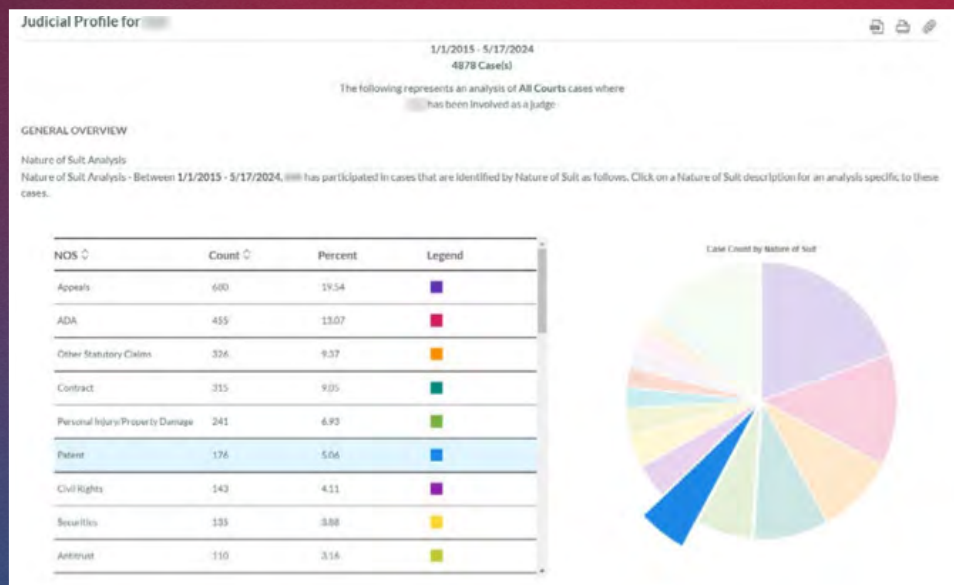 Judicial Profile for
1/1/2015 - 5/17/2024
4878 Case(s)
The following represents an analysis of All Courts cases where
has been involved as a judge
GENERAL OVERVIEW
Nature of Suit Analysis
Nature of Suit Analysis - Between 1/1/2015 - 5/17/2024, has participated in cases that are identified by Nature of Suit as follows. Click on a Nature of Suit description for an analysis specific to these
cases.
NOS Count Percent Legend
Appeals 680 19.54
ADA 455 13.07
Other Statutory Claims 326 9.37
Contract 315 9.05
Personal Injury/Property Damage 241 6.93
Patent 176 5.06
Civil Rights 143 4.11
Securities 135 3.88
Antitrust 110 3.16
Case Count by Nature of Suit